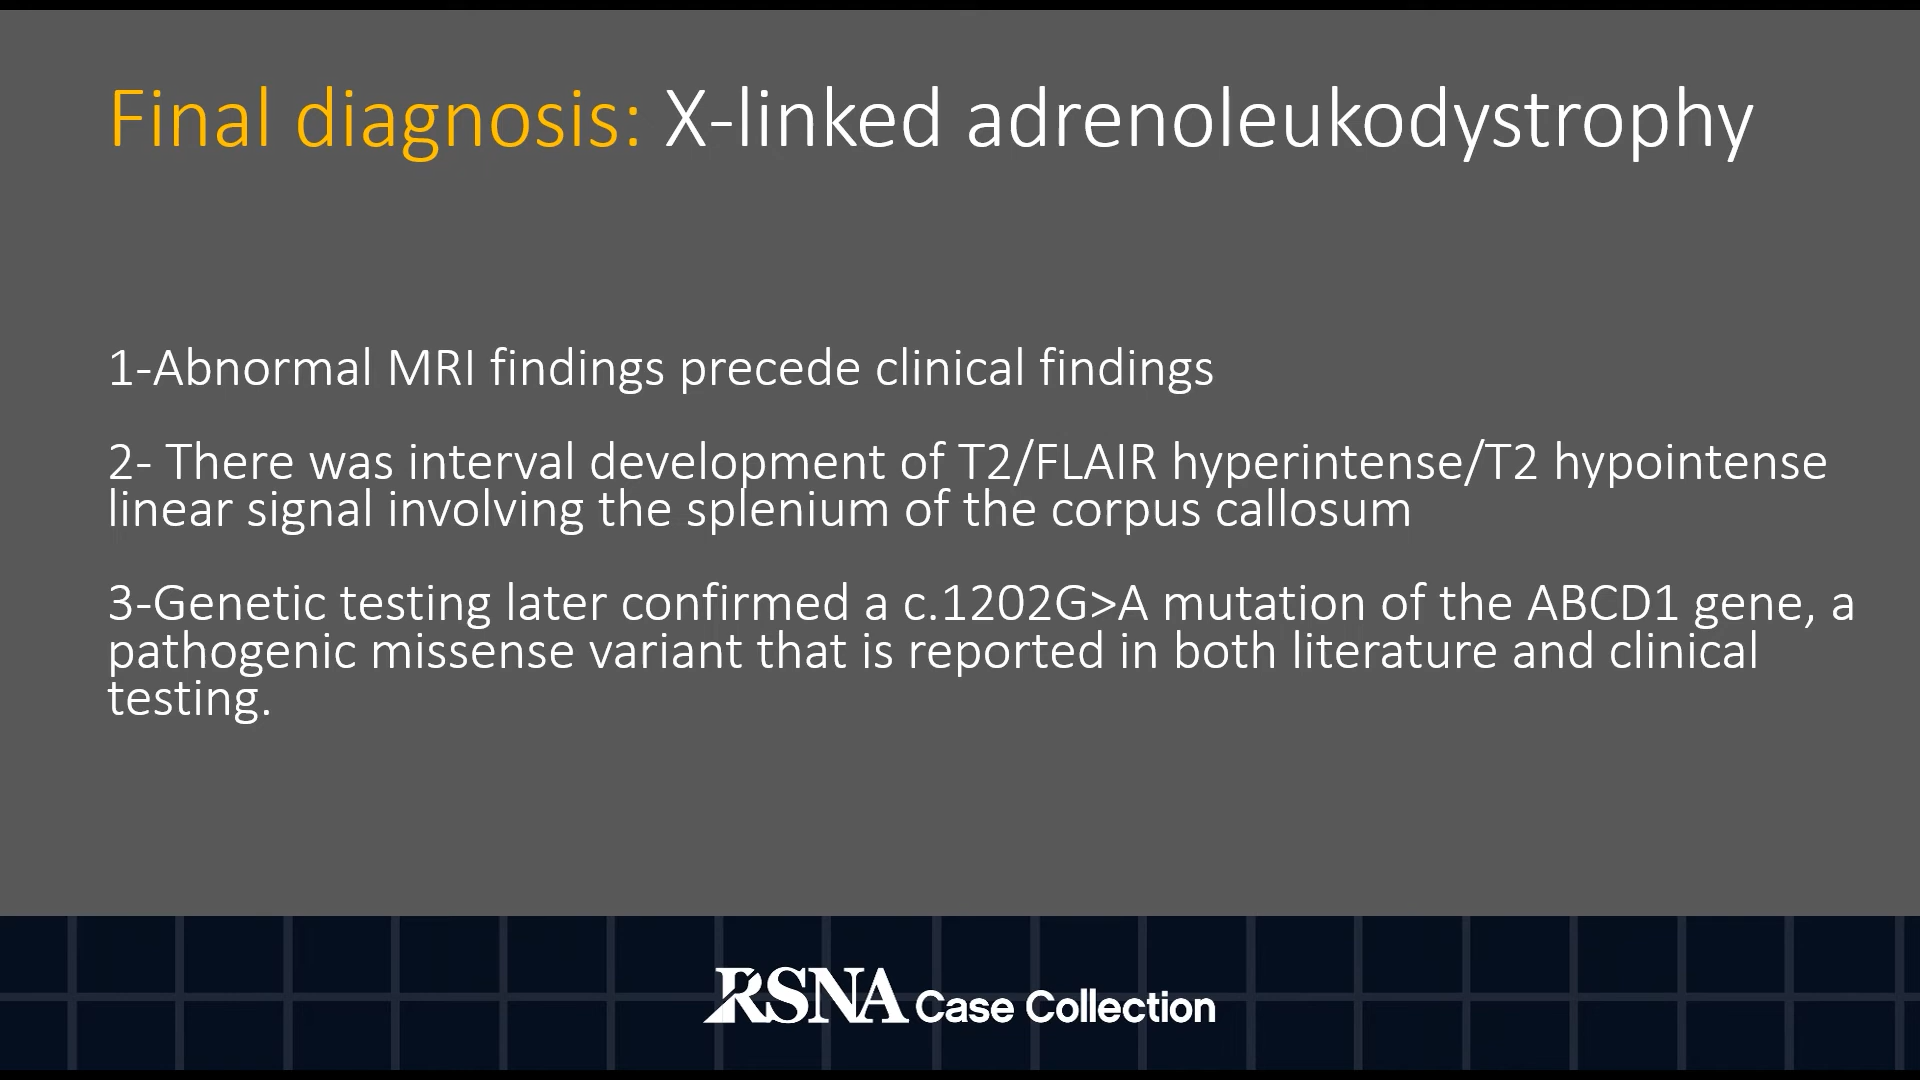 Final diagnosis: X-linked adrenoleukodystrophy
1-Abnormal MRI findings precede clinical findings
2- There was interval development of T2/FLAIR hyperintense/T2 hypointense
linear signal involving the splenium of the corpus callosum
3-Genetic testing later confirmed a c.1202G>A mutation of the ABCD1 gene, a
pathogenic missense variant that is reported in both literature and clinical
testing.
RSNA Case Collection